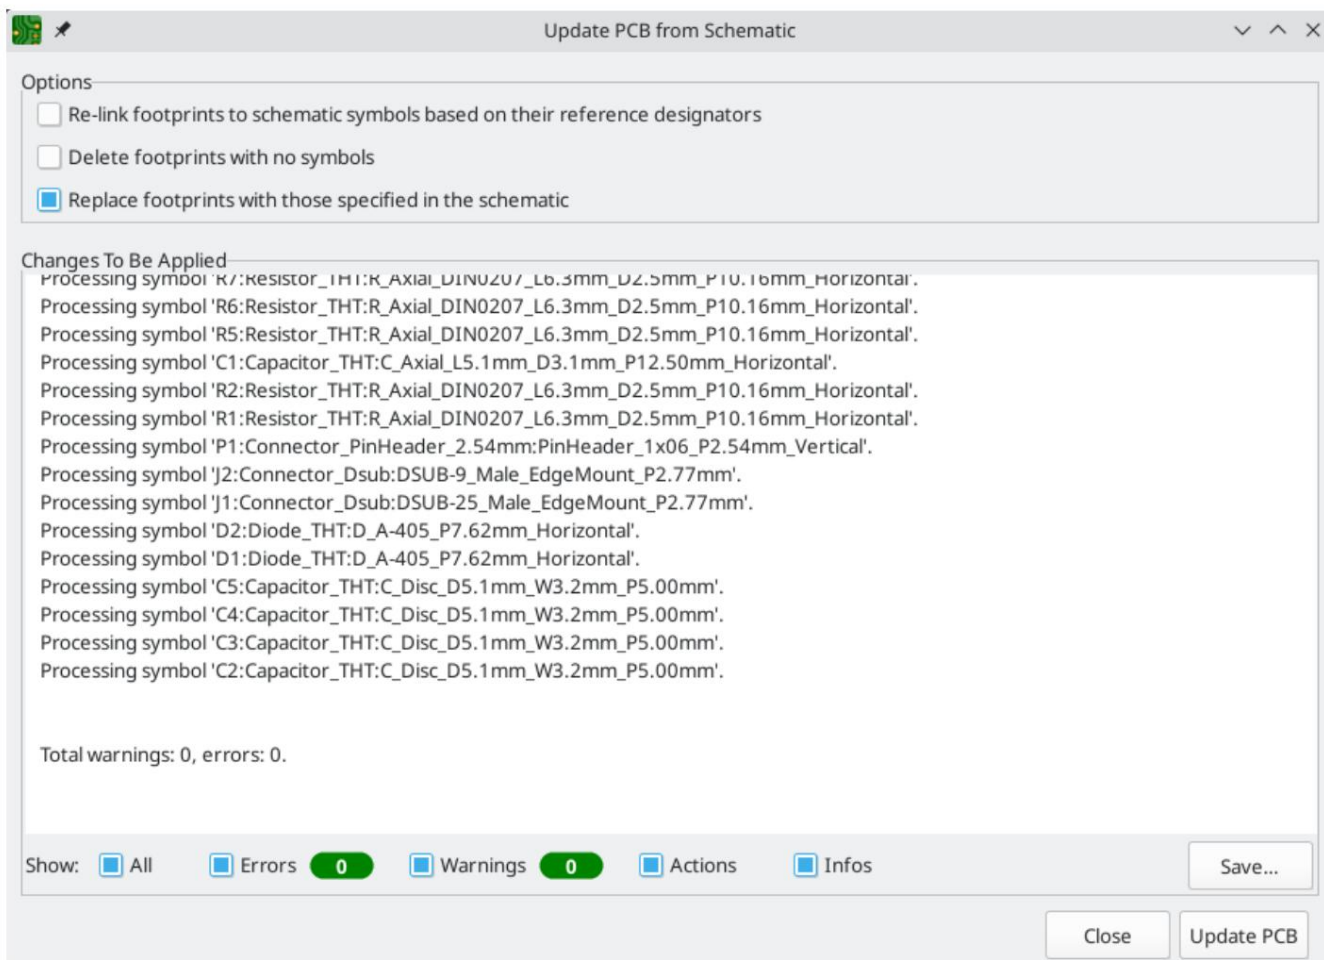 Update PCB from Schematic
Options
Re-link footprints to schematic symbols based on their reference designators
Delete footprints with no symbols
Replace footprints with those specified in the schematic
Changes To Be Applied
Processing symbol 'R7:Resistor_THT:R_Axial_DIN0207_L6.3mm_D2.5mm_P10.16mm_Horizontal'.
Processing symbol 'R6:Resistor_THT:R_Axial_DIN0207_L6.3mm_D2.5mm_P10.16mm_Horizontal'.
Processing symbol 'R5:Resistor_THT:R_Axial_DIN0207_L6.3mm_D2.5mm_P10.16mm_Horizontal'.
Processing symbol 'C1:Capacitor_THT:C_Axial_L5.1mm_D3.1mm_P12.50mm_Horizontal'.
Processing symbol 'R2:Resistor_THT:R_Axial_DIN0207_L6.3mm_D2.5mm_P10.16mm_Horizontal'.
Processing symbol 'R1:Resistor_THT:R_Axial_DIN0207_L6.3mm_D2.5mm_P10.16mm_Horizontal'.
Processing symbol 'P1:Connector_PinHeader_2.54mm:PinHeader_1x06_P2.54mm_Vertical'.
Processing symbol 'J2:Connector_Dsub:DSUB-9_Male_EdgeMount_P2.77mm'.
Processing symbol 'J1:Connector_Dsub:DSUB-25_Male_EdgeMount_P2.77mm'.
Processing symbol 'D2:Diode_THT:D_A-405_P7.62mm_Horizontal'.
Processing symbol 'D1:Diode_THT:D_A-405_P7.62mm_Horizontal'.
Processing symbol 'C5:Capacitor_THT:C_Disc_D5.1mm_W3.2mm_P5.00mm'.
Processing symbol 'C4:Capacitor_THT:C_Disc_D5.1mm_W3.2mm_P5.00mm'.
Processing symbol 'C3:Capacitor_THT:C_Disc_D5.1mm_W3.2mm_P5.00mm'.
Processing symbol 'C2:Capacitor_THT:C_Disc_D5.1mm_W3.2mm_P5.00mm'.
Total warnings: 0, errors: 0.
Show: All Errors 0 Warnings 0 Actions Infos Save...
Close Update PCB